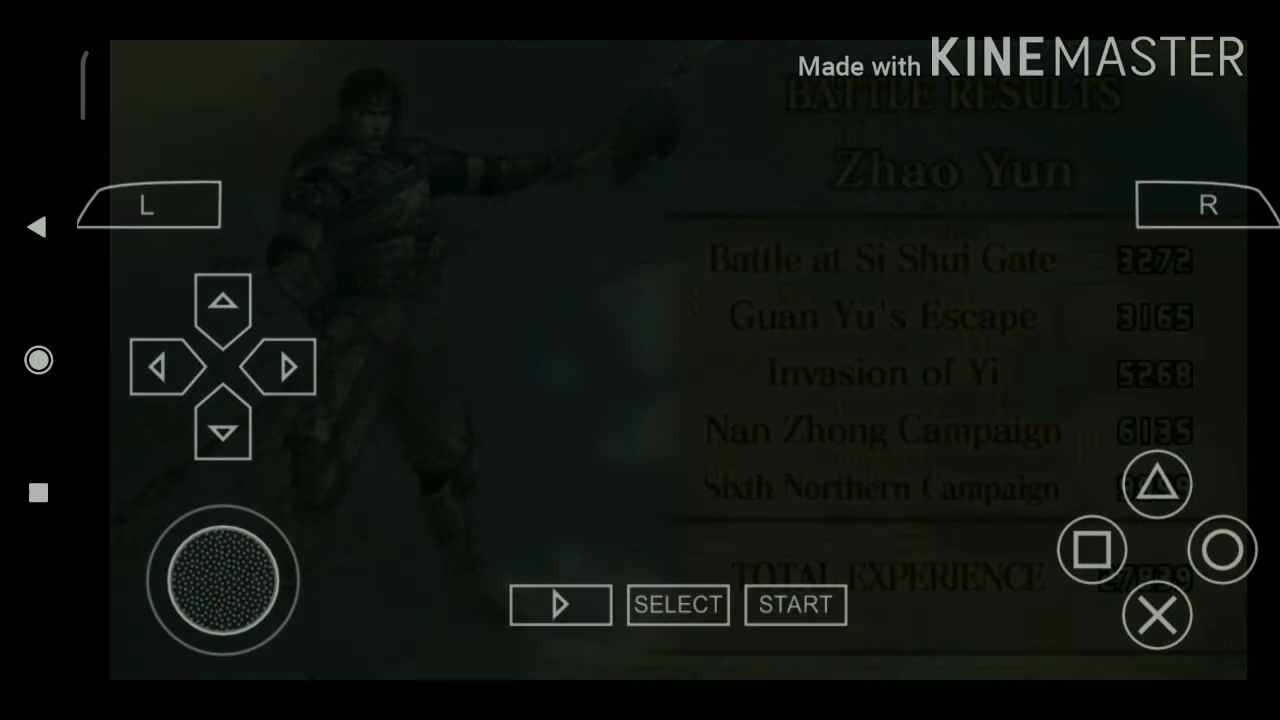 Made with KINEMASTER
BATTLE RESULTS
Zhao Yun
L
R
Battle at Si Shui Gate 3272
Guan Yu's Escape 3165
Invasion of Yi 5268
Nan Zhong Campaign 6135
Sixth Northern Campaign
TOTAL EXPERIENCE
SELECT START